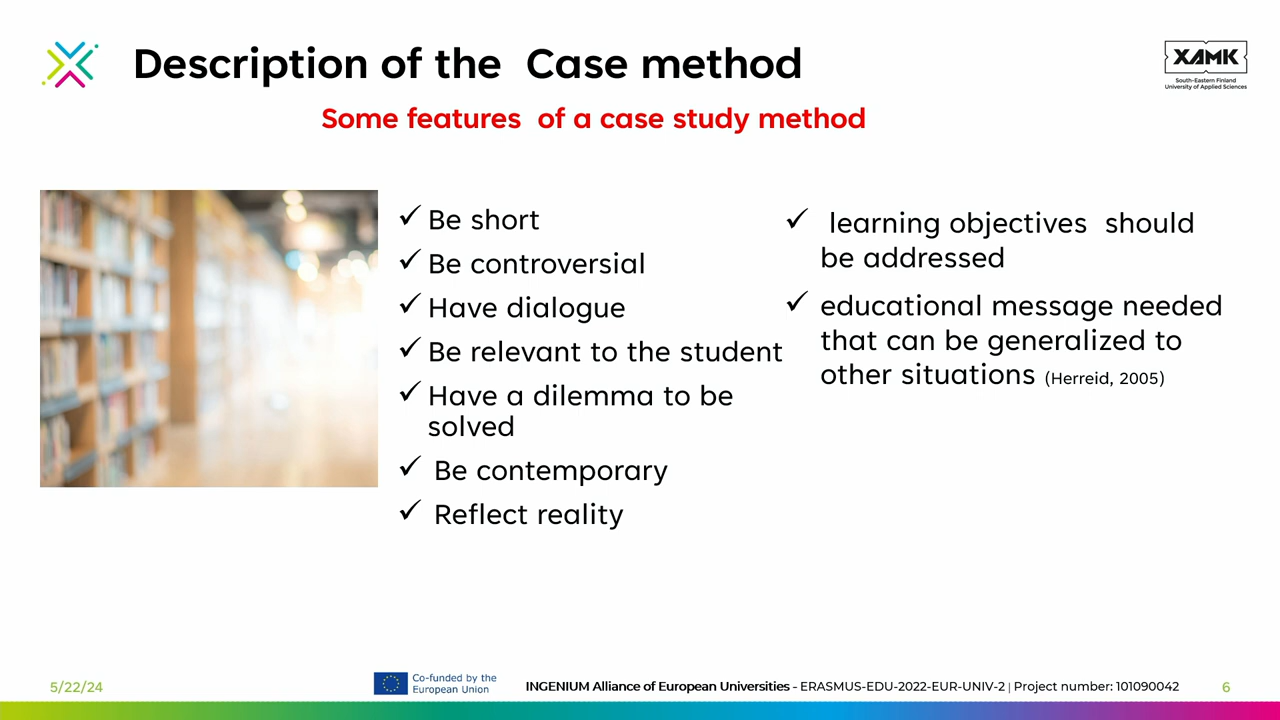 Description of the Case method
XAMK
South-Eastern Finland
University of Applied Sciences
Some features of a case study method
✓ Be short
✓ Be controversial
✓ Have dialogue
✓ Be relevant to the student
✓ Have a dilemma to be
solved
✓ Be contemporary
✓ Reflect reality
✓ learning objectives should
be addressed
✓ educational message needed
that can be generalized to
other situations (Herreid, 2005)
5/22/24
Co-funded by the
European Union
INGENIUM Alliance of European Universities - ERASMUS-EDU-2022-EUR-UNIV-2 | Project number: 101090042
6